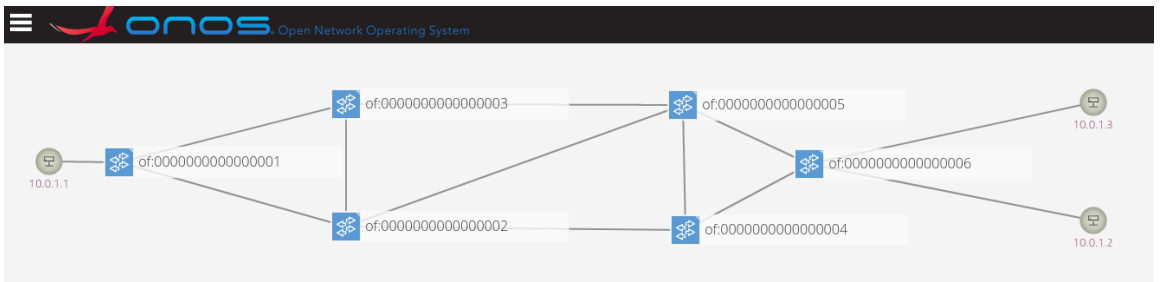 onos. Open Network Operating System
of:0000000000000003
of:0000000000000005
10.0.1.3
of:0000000000000001
of:0000000000000006
10.0.1.1
of:0000000000000002
of:0000000000000004
10.0.1.2